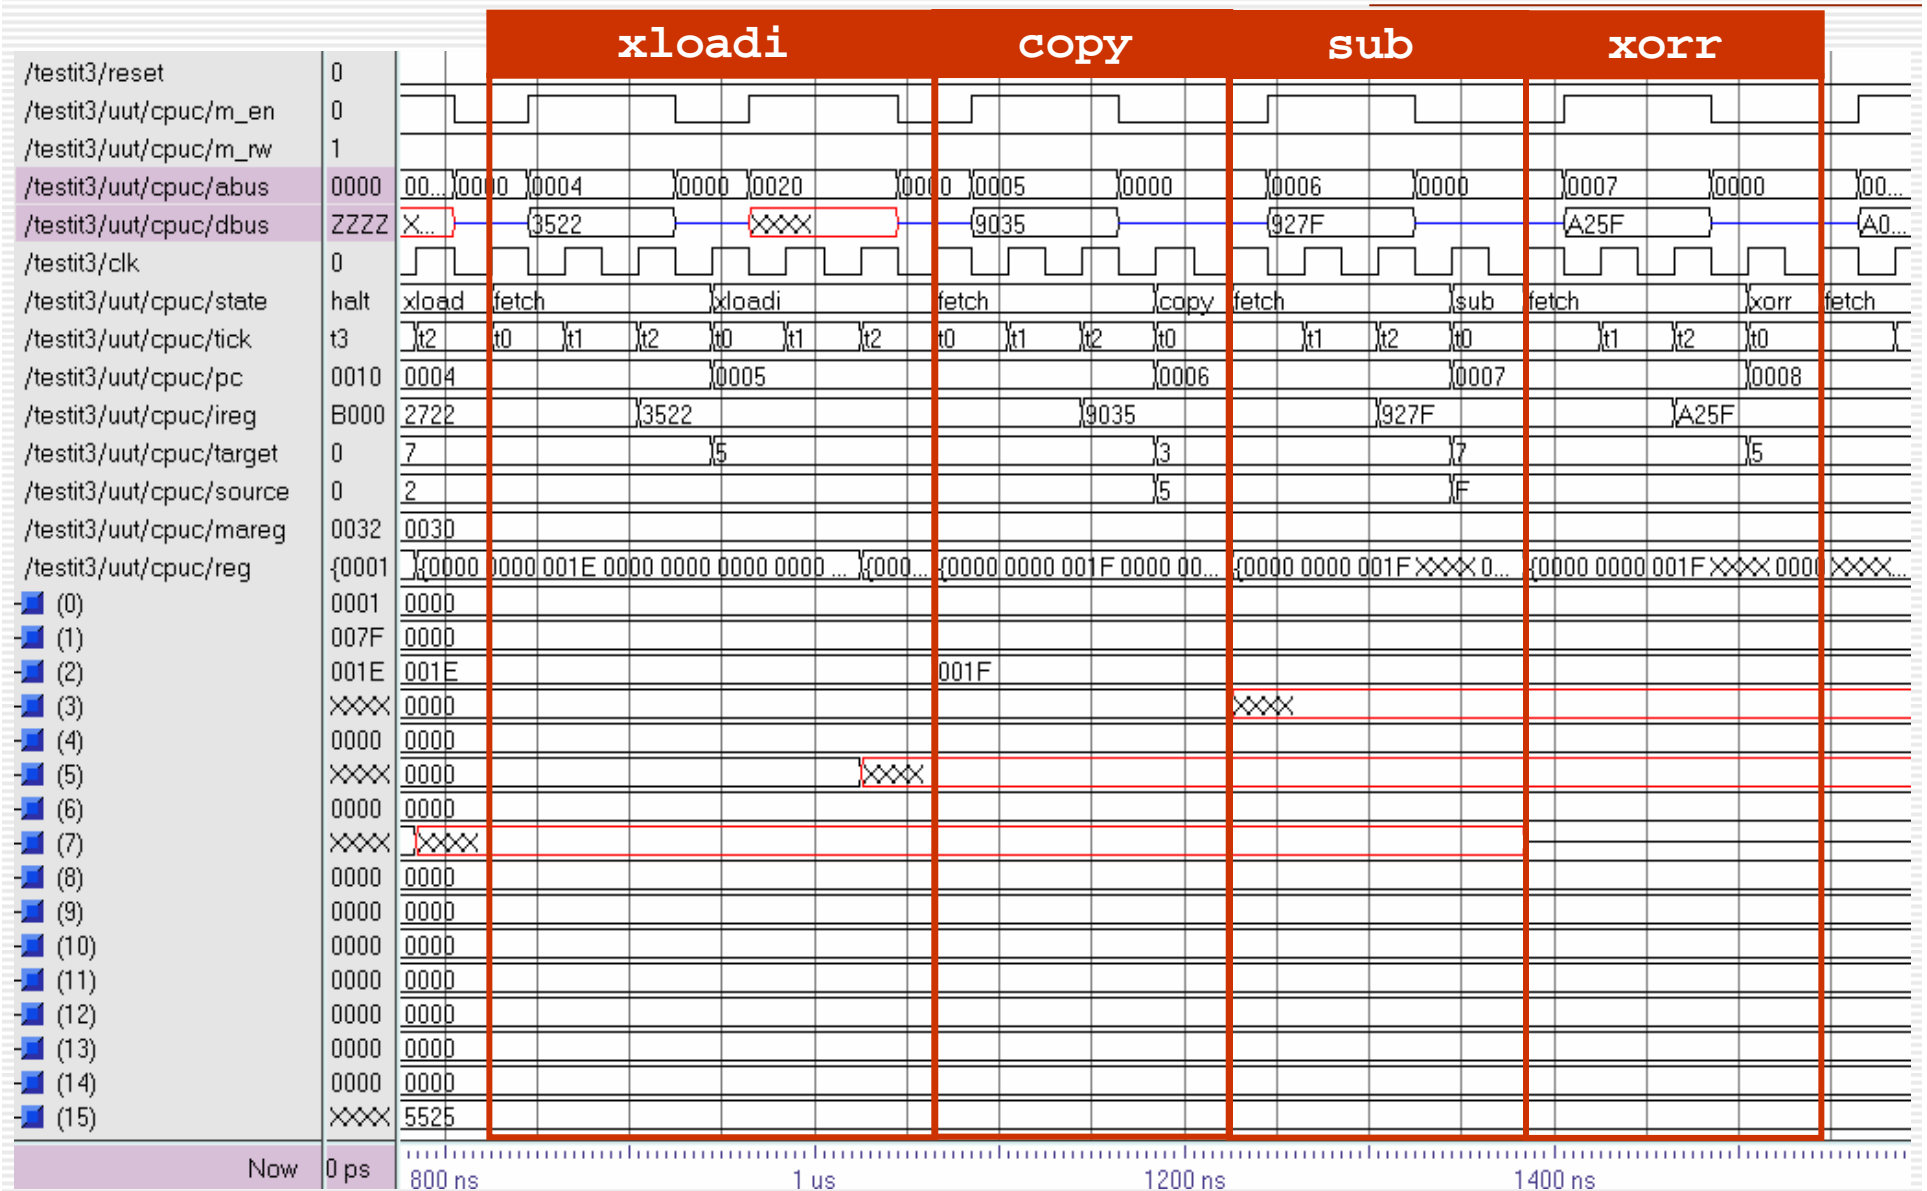 xloadi copy sub xorr
/testit3/reset 0
/testit3/uut/cpuc/m_en 0
/testit3/uut/cpuc/m_rw 1
/testit3/uut/cpuc/abus 0000 00... 0000 0004 0000 0020 0000 0005 0000 0006 0000 0007 0000 00...
/testit3/uut/cpuc/dbus ZZZZ X... 3522 XXXX 9035 927F A25F A0...
/testit3/clk 0
/testit3/uut/cpuc/state halt xload fetch xloadi fetch copy fetch sub fetch xorr fetch
/testit3/uut/cpuc/tick t3 t2 t0 t1 t2 t0 t1 t2 t0 t1 t2 t0 t1 t2 t0 t1 t2 t0
/testit3/uut/cpuc/pc 0010 0004 0005 0006 0007 0008
/testit3/uut/cpuc/ireg B000 2722 3522 9035 927F A25F
/testit3/uut/cpuc/target 0 7 5 3 7 5
/testit3/uut/cpuc/source 0 2 5 F
/testit3/uut/cpuc/mareg 0032 0030
/testit3/uut/cpuc/reg {0001 {0000 0000 001E 0000 0000 0000 0000 ... {000... {0000 0000 001F 0000 00... {0000 0000 001F XXXX 0... {0000 0000 001F XXXX 0000 XXXX...
(0) 0001 0000
(1) 007F 0000
(2) 001E 001E 001F
(3) XXXX 0000 XXXX
(4) 0000 0000
(5) XXXX 0000 XXXX
(6) 0000 0000
(7) XXXX XXXX
(8) 0000 0000
(9) 0000 0000
(10) 0000 0000
(11) 0000 0000
(12) 0000 0000
(13) 0000 0000
(14) 0000 0000
(15) XXXX 5525
Now 0 ps 800 ns 1 us 1200 ns 1400 ns